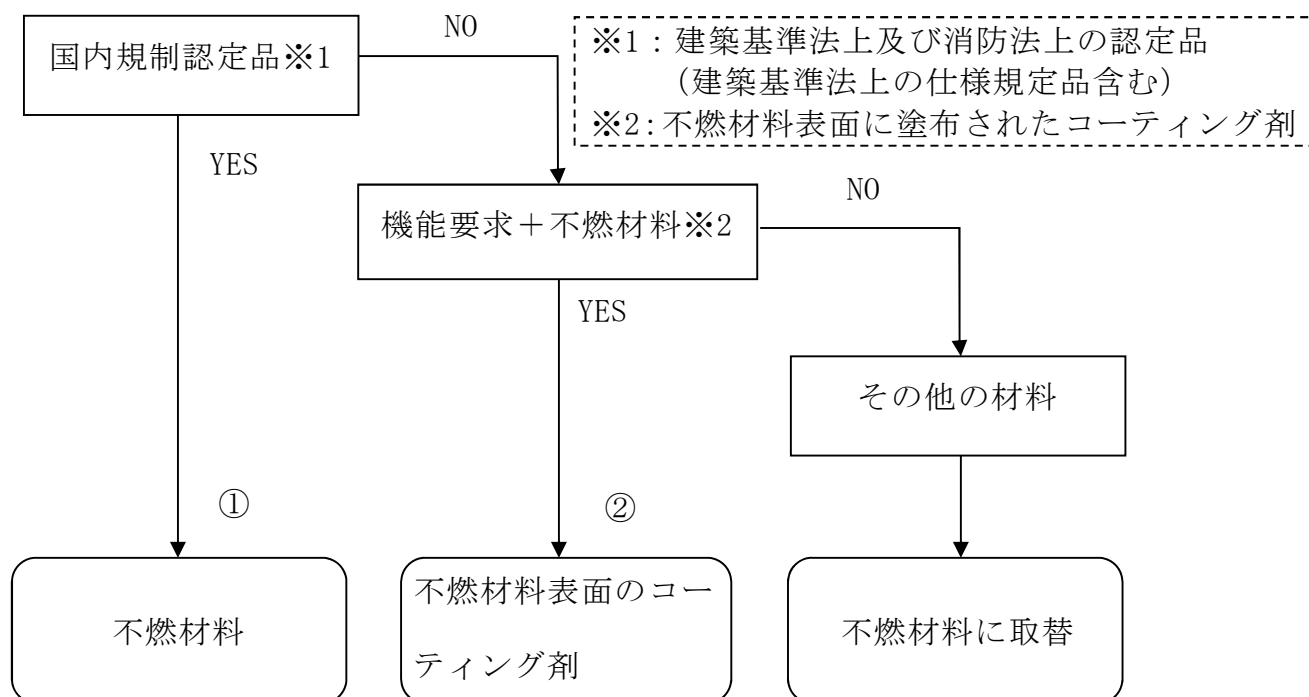 国内規制認定品※1
NO
※1：建築基準法上及び消防法上の認定品
（建築基準法上の仕様規定品含む）
※2：不燃材料表面に塗布されたコーティング剤
YES
機能要求＋不燃材料※2
NO
YES
その他の材料
①
②
不燃材料
不燃材料表面のコー
ティング剤
不燃材料に取替